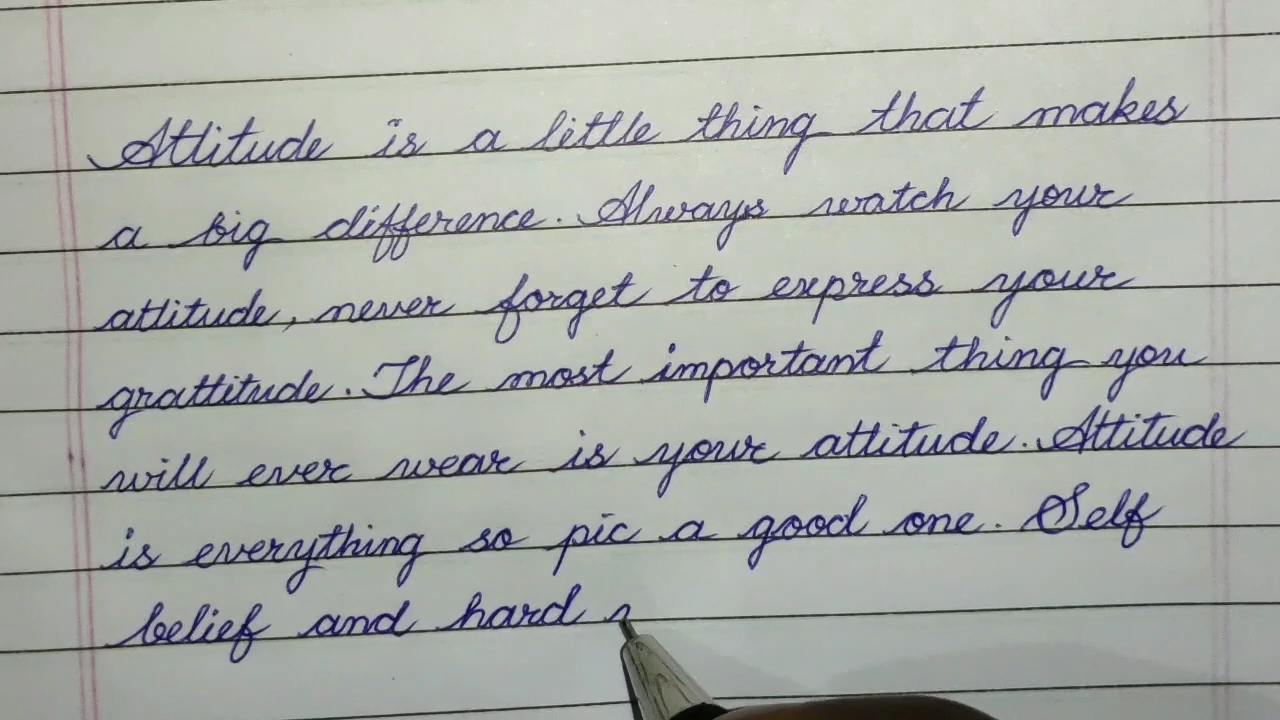 Attitude is a little thing that makes
a big difference. Always watch your
attitude, never forget to express your
grattitude. The most important thing you
will ever wear is your attitude. Attitude
is everything so pic a good one. Self
belief and hard